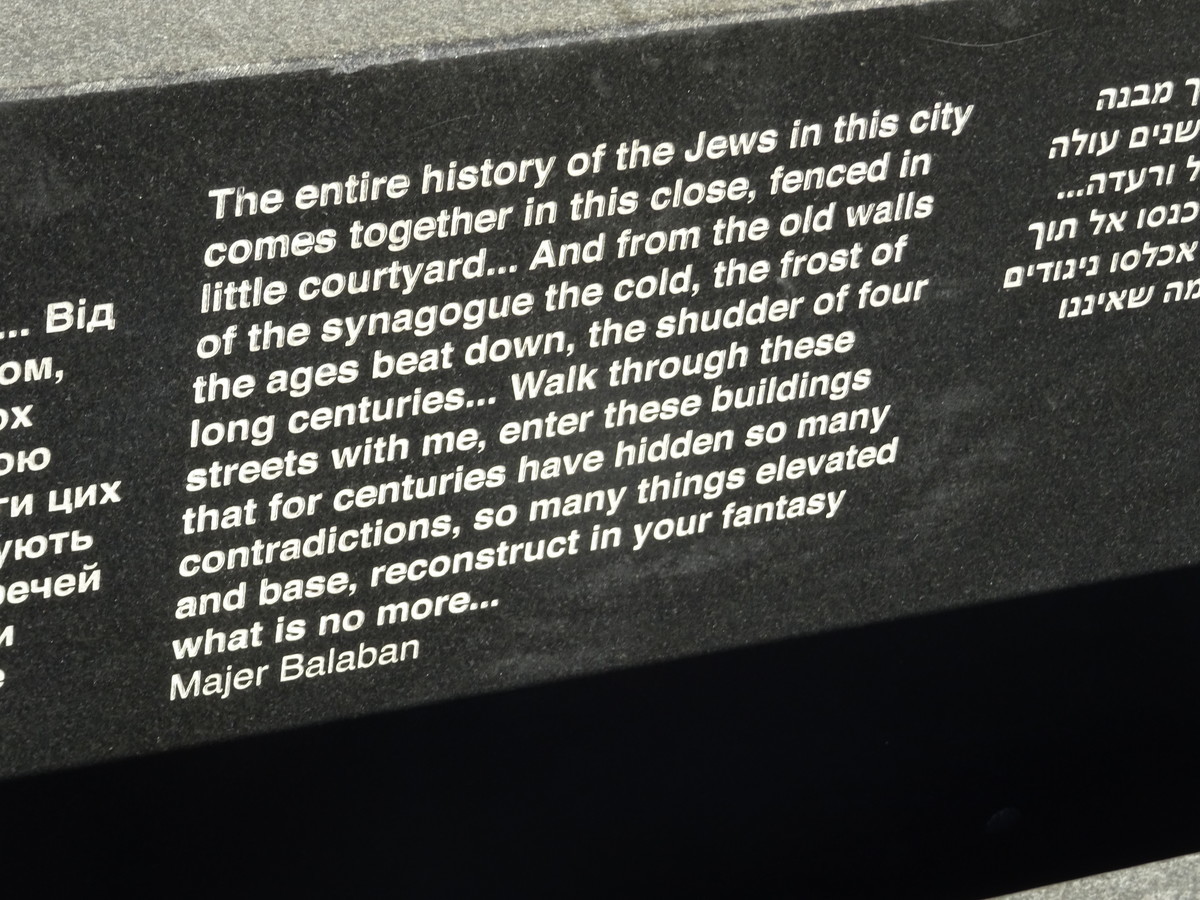 ... Від
ом,
ох
ою
ти цих
ують
речей
и
е
The entire history of the Jews in this city
comes together in this close, fenced in
little courtyard... And from the old walls
of the synagogue the cold, the frost of
the ages beat down, the shudder of four
long centuries... Walk through these
streets with me, enter these buildings
that for centuries have hidden so many
contradictions, so many things elevated
and base, reconstruct in your fantasy
what is no more...
Majer Balaban
ך מבנה
שנים עולה
ל ורעדה...
כנסו אל תוך
אכלסו ניגודים
מה שאיננו